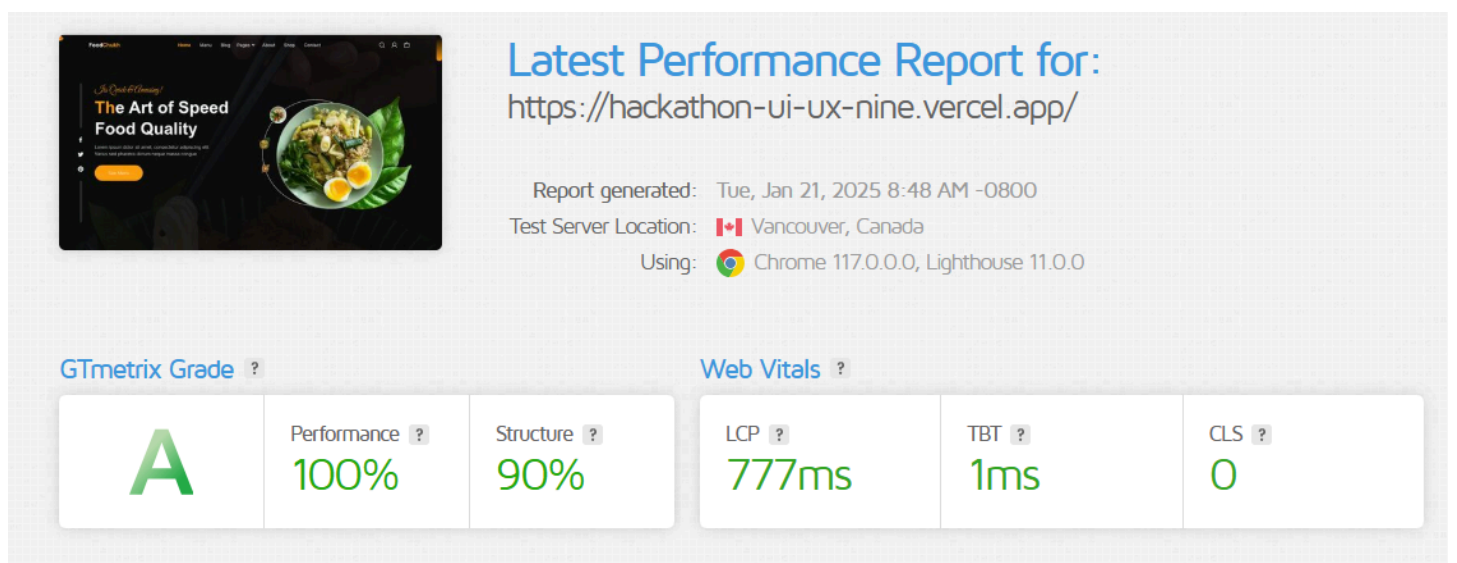 FoodChukh
Home Menu Blog Pages About Shop Contact
The Art of Speed
Food Quality
Latest Performance Report for:
https://hackathon-ui-ux-nine.vercel.app/
Report generated: Tue, Jan 21, 2025 8:48 AM -0800
Test Server Location: Vancouver, Canada
Using: Chrome 117.0.0.0, Lighthouse 11.0.0
GTmetrix Grade ?
Web Vitals ?
A
Performance ?
100%
Structure ?
90%
LCP ?
777ms
TBT ?
1ms
CLS ?
0